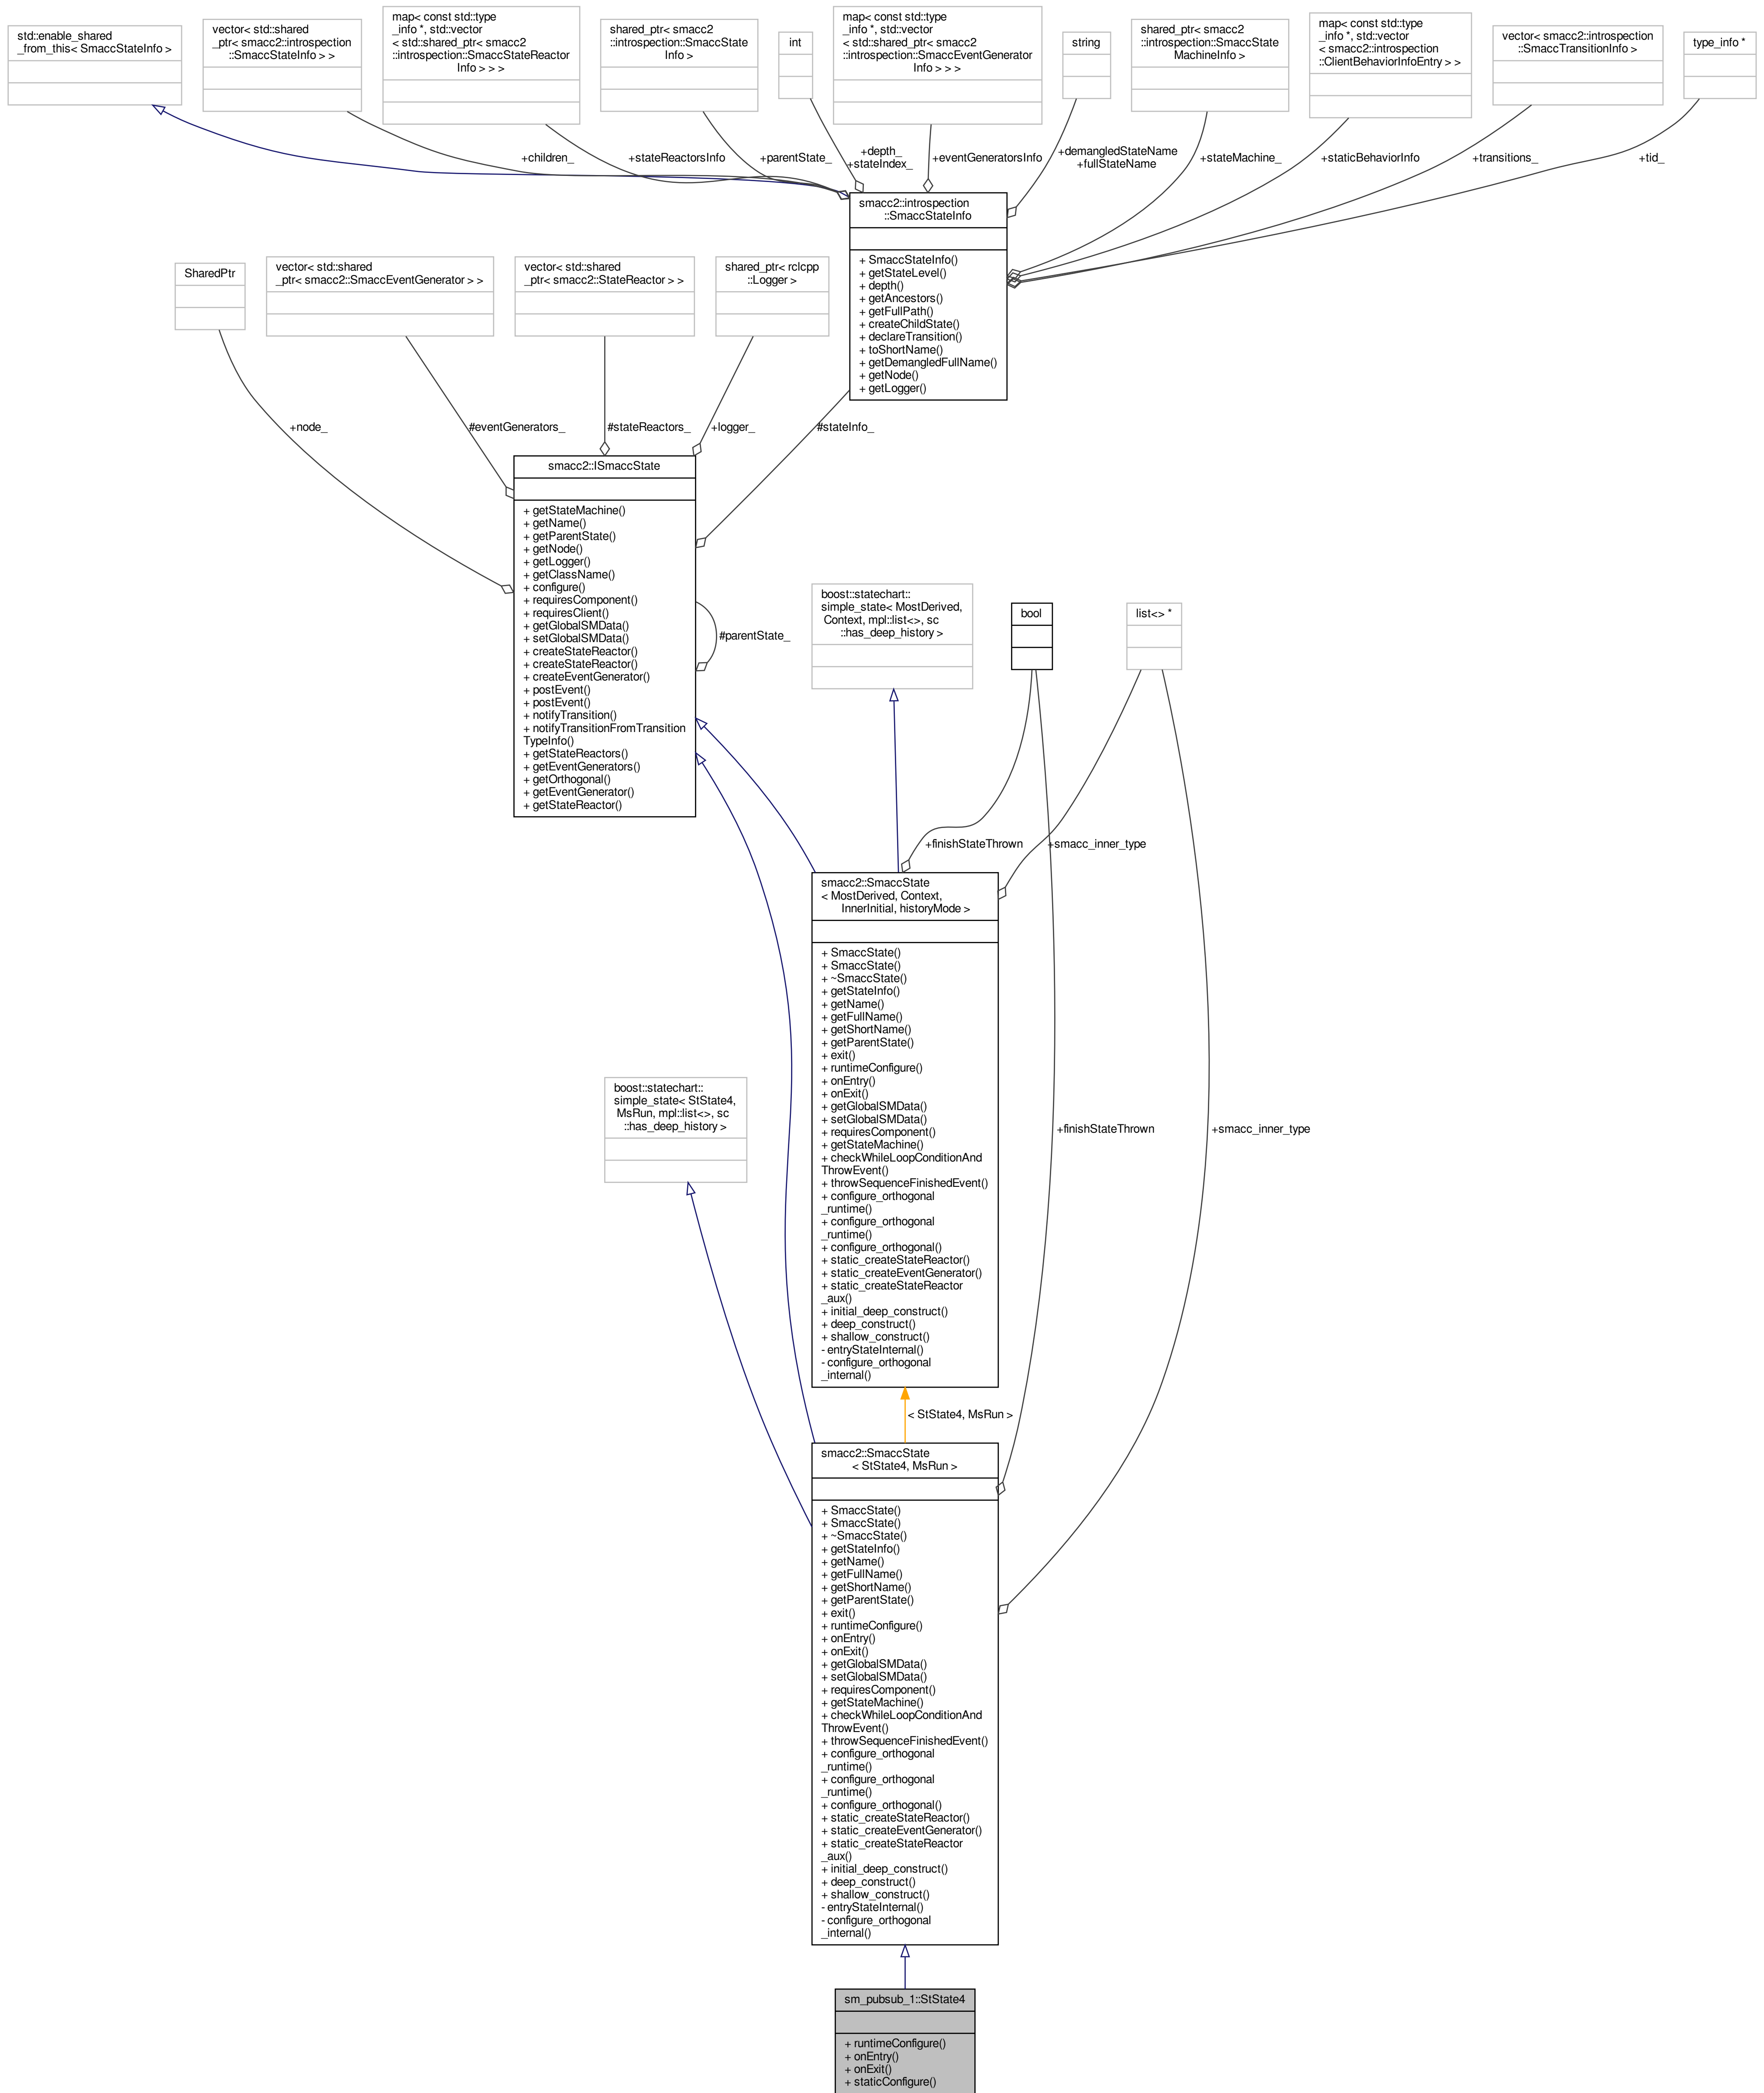 std::enable_shared
_from_this< SmaccStateInfo >
vector< std::shared
_ptr< smacc2::introspection
::SmaccStateInfo > >
map< const std::type
_info *, std::vector
< std::shared_ptr< smacc2
::introspection::SmaccStateReactor
Info > > >
shared_ptr< smacc2
::introspection::SmaccState
Info >
int
map< const std::type
_info *, std::vector
< std::shared_ptr< smacc2
::introspection::SmaccEventGenerator
Info > > >
string
shared_ptr< smacc2
::introspection::SmaccState
MachineInfo >
map< const std::type
_info *, std::vector
< smacc2::introspection
::ClientBehaviorInfoEntry > >
vector< smacc2::introspection
::SmaccTransitionInfo >
type_info *
+children_
+stateReactorsInfo
+parentState_
+depth_
+stateIndex_
+eventGeneratorsInfo
+demangledStateName
+fullStateName
+stateMachine_
+staticBehaviorInfo
+transitions_
+tid_
smacc2::introspection
::SmaccStateInfo
+ SmaccStateInfo()
+ getStateLevel()
+ depth()
+ getAncestors()
+ getFullPath()
+ createChildState()
+ declareTransition()
+ toShortName()
+ getDemangledFullName()
+ getNode()
+ getLogger()
SharedPtr
vector< std::shared
_ptr< smacc2::SmaccEventGenerator > >
vector< std::shared
_ptr< smacc2::StateReactor > >
shared_ptr< rclcpp
::Logger >
+node_
#eventGenerators_
#stateReactors_
+logger_
#stateInfo_
smacc2::ISmaccState
+ getStateMachine()
+ getName()
+ getParentState()
+ getNode()
+ getLogger()
+ getClassName()
+ configure()
+ requiresComponent()
+ requiresClient()
+ getGlobalSMData()
+ setGlobalSMData()
+ createStateReactor()
+ createStateReactor()
+ createEventGenerator()
+ postEvent()
+ postEvent()
+ notifyTransition()
+ notifyTransitionFromTransition
TypeInfo()
+ getStateReactors()
+ getEventGenerators()
+ getOrthogonal()
+ getEventGenerator()
+ getStateReactor()
#parentState_
boost::statechart::
simple_state< MostDerived,
Context, mpl::list<>, sc
::has_deep_history >
bool
list<> *
+finishStateThrown
+smacc_inner_type
smacc2::SmaccState
< MostDerived, Context,
InnerInitial, historyMode >
+ SmaccState()
+ SmaccState()
+ ~SmaccState()
+ getStateInfo()
+ getName()
+ getFullName()
+ getShortName()
+ getParentState()
+ exit()
+ runtimeConfigure()
+ onEntry()
+ onExit()
+ getGlobalSMData()
+ setGlobalSMData()
+ requiresComponent()
+ getStateMachine()
+ checkWhileLoopConditionAnd
ThrowEvent()
+ throwSequenceFinishedEvent()
+ configure_orthogonal
_runtime()
+ configure_orthogonal
_runtime()
+ configure_orthogonal()
+ static_createStateReactor()
+ static_createEventGenerator()
+ static_createStateReactor
_aux()
+ initial_deep_construct()
+ deep_construct()
+ shallow_construct()
- entryStateInternal()
- configure_orthogonal
_internal()
boost::statechart::
simple_state< StState4,
MsRun, mpl::list<>, sc
::has_deep_history >
+finishStateThrown
+smacc_inner_type
< StState4, MsRun >
smacc2::SmaccState
< StState4, MsRun >
+ SmaccState()
+ SmaccState()
+ ~SmaccState()
+ getStateInfo()
+ getName()
+ getFullName()
+ getShortName()
+ getParentState()
+ exit()
+ runtimeConfigure()
+ onEntry()
+ onExit()
+ getGlobalSMData()
+ setGlobalSMData()
+ requiresComponent()
+ getStateMachine()
+ checkWhileLoopConditionAnd
ThrowEvent()
+ throwSequenceFinishedEvent()
+ configure_orthogonal
_runtime()
+ configure_orthogonal
_runtime()
+ configure_orthogonal()
+ static_createStateReactor()
+ static_createEventGenerator()
+ static_createStateReactor
_aux()
+ initial_deep_construct()
+ deep_construct()
+ shallow_construct()
- entryStateInternal()
- configure_orthogonal
_internal()
sm_pubsub_1::StState4
+ runtimeConfigure()
+ onEntry()
+ onExit()
+ staticConfigure()